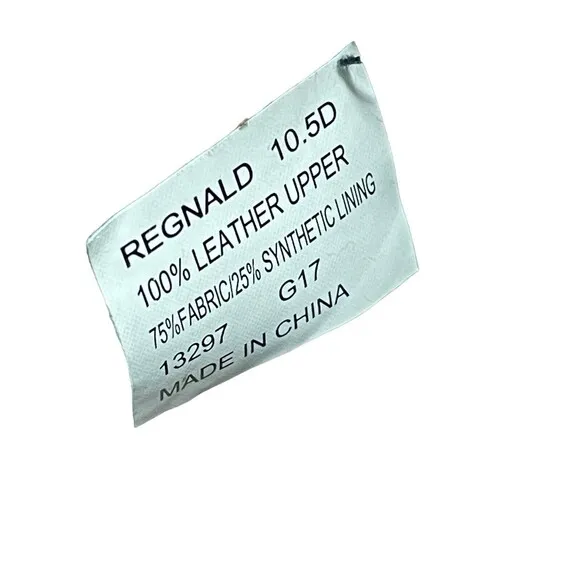 REGNALD 10.5D
100% LEATHER UPPER
75%FABRIC/25% SYNTHETIC LINING
13297 G17
MADE IN CHINA